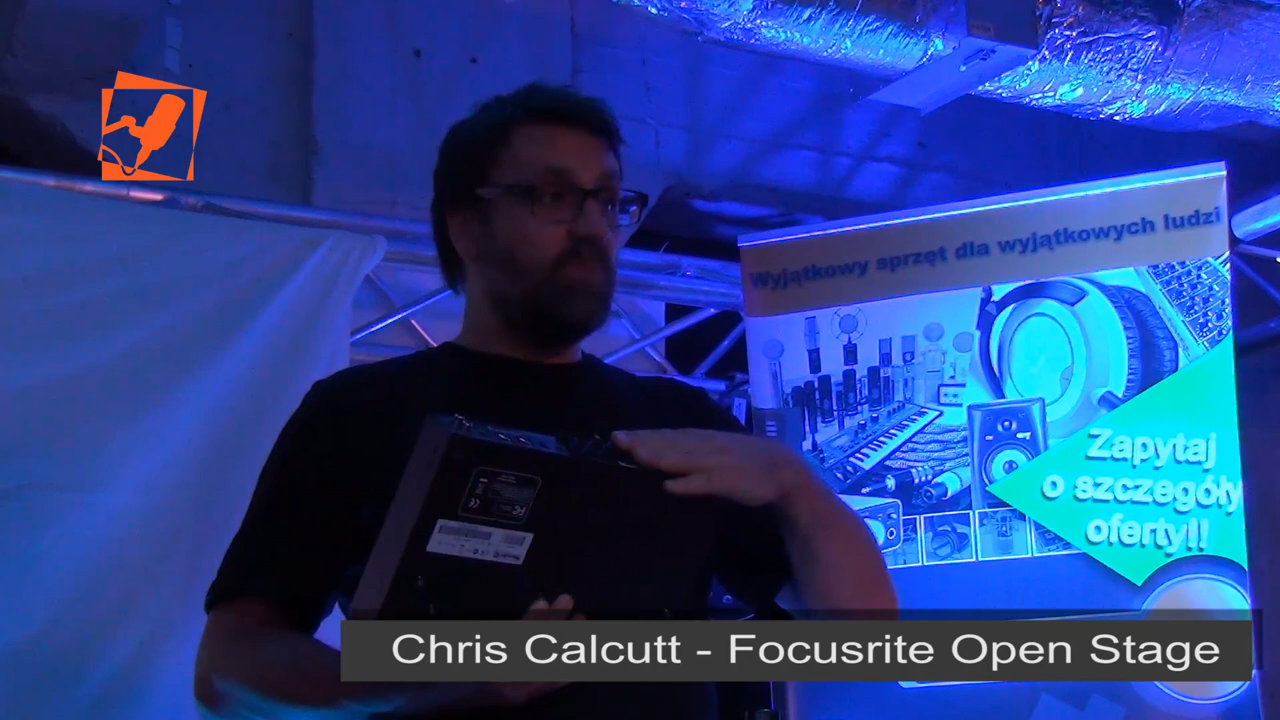 Wyjątkowy sprzęt dla wyjątkowych ludzi
Zapytaj
o szczegóły
oferty!!
Chris Calcutt - Focusrite Open Stage